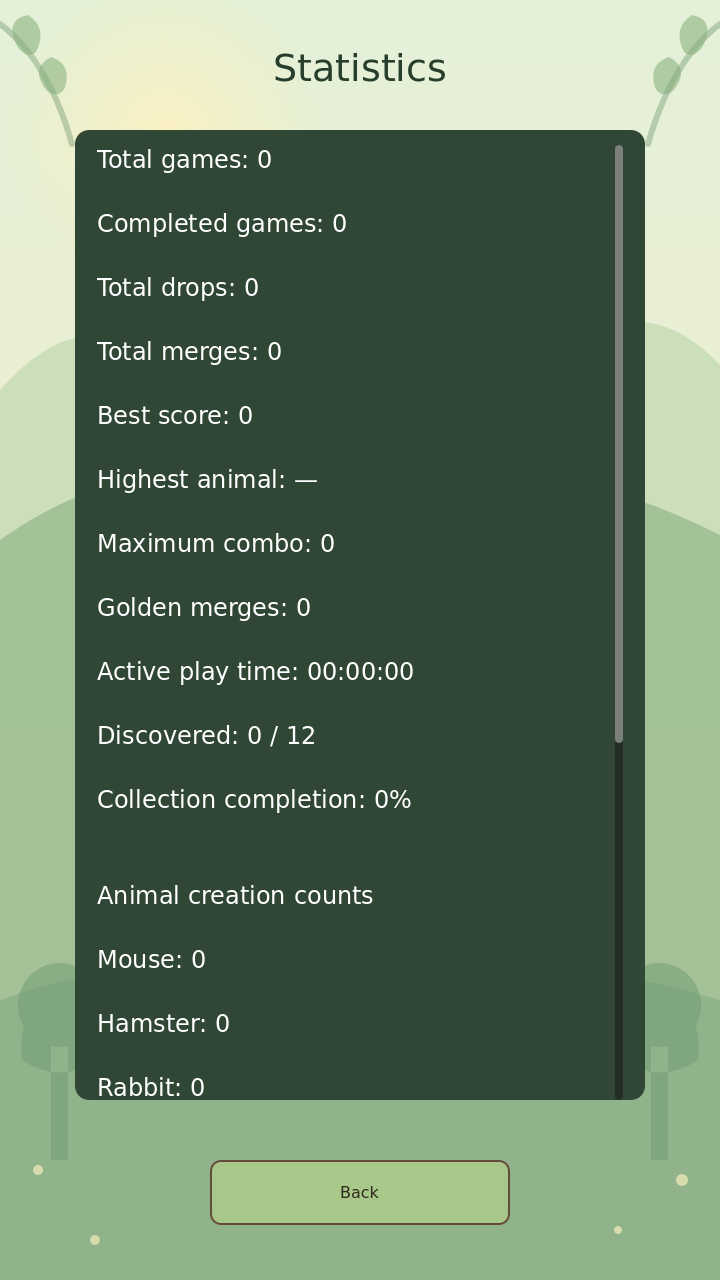 Statistics
Total games: 0
Completed games: 0
Total drops: 0
Total merges: 0
Best score: 0
Highest animal: —
Maximum combo: 0
Golden merges: 0
Active play time: 00:00:00
Discovered: 0 / 12
Collection completion: 0%
Animal creation counts
Mouse: 0
Hamster: 0
Rabbit: 0
Back